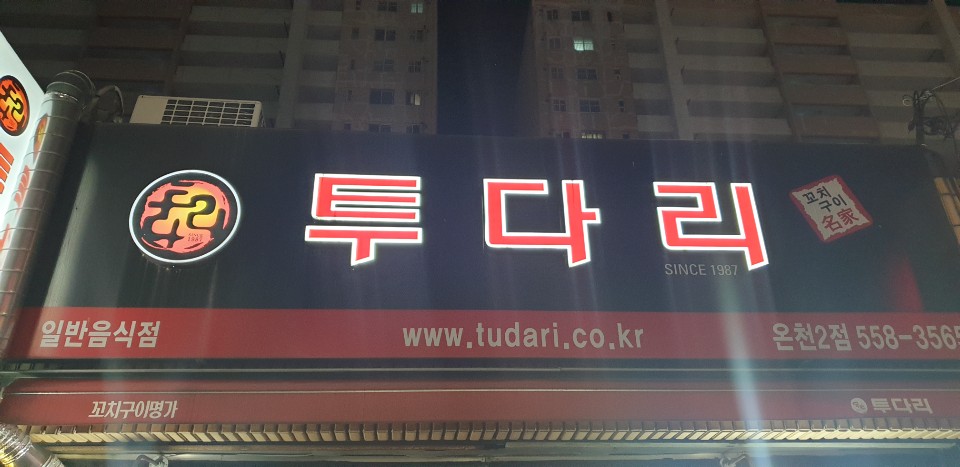 투다리
SINCE 1987
꼬치
구이
名家
일반음식점
www.tudari.co.kr
온천2점 558-3565
꼬치구이명가
투다리